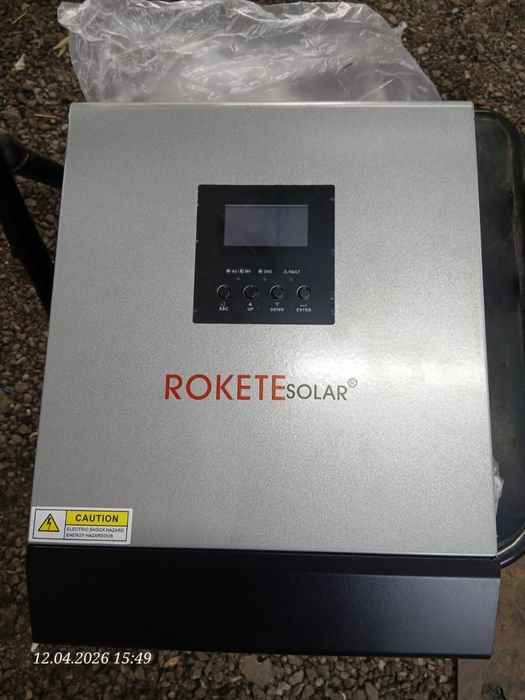 AC/INV CHG FAULT
ESC UP DOWN ENTER
ROKETESOLAR®
CAUTION
ELECTRIC SHOCK HAZARD
ENERGY HAZARDOUS
12.04.2026 15:49